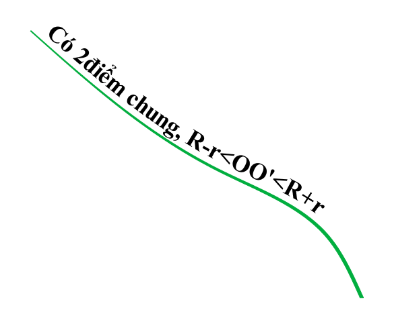 Có 2điểm chung, R-r<OO'<R+r